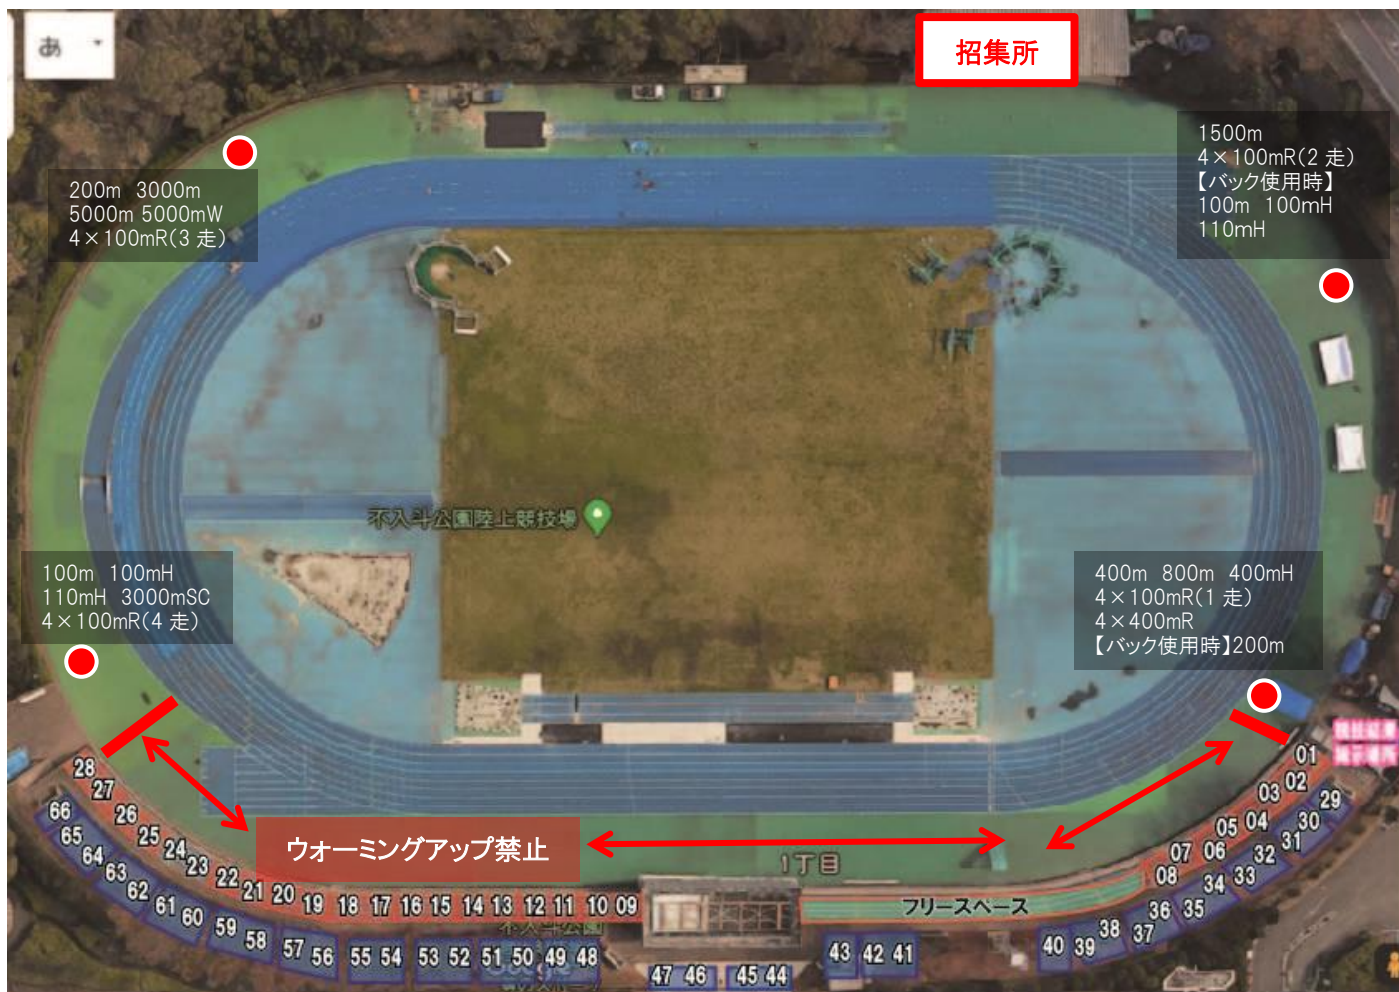 あ
招集所
200m 3000m
5000m 5000mW
4×100mR(3 走)
1500m
4×100mR(2 走)
【バック使用時】
100m 100mH
110mH
不入斗公園陸上競技場
100m 100mH
110mH 3000mSC
4×100mR(4 走)
400m 800m 400mH
4×100mR(1 走)
4×400mR
【バック使用時】200m
ウォーミングアップ禁止
1丁目
フリースペース
不入斗公園
28 27 26 25 24 23 22 21 20 19 18 17 16 15 14 13 12 11 10 09
08 07 06 05 04 03 02 01
66 65 64 63 62 61 60 59 58 57 56 55 54 53 52 51 50 49 48
47 46 45 44
43 42 41
40 39 38 37 36 35 34 33 32 31 30 29